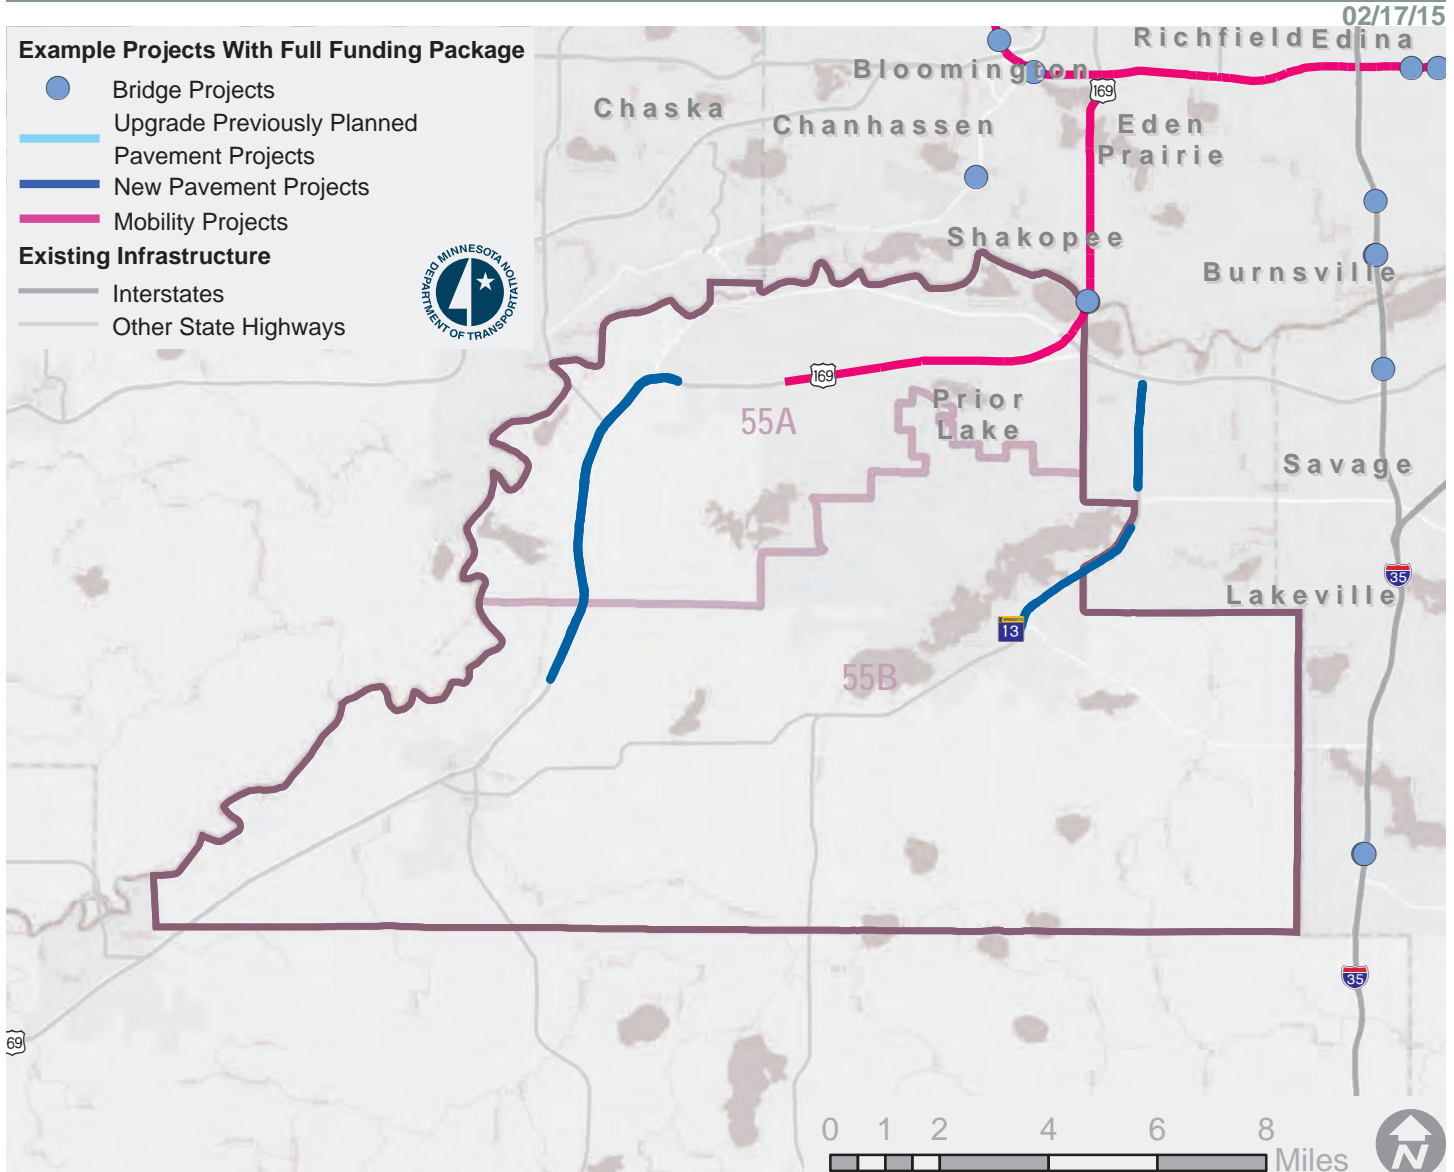 02/17/15
Example Projects With Full Funding Package
Bridge Projects
Upgrade Previously Planned
Pavement Projects
New Pavement Projects
Mobility Projects
Existing Infrastructure
Interstates
Other State Highways
MINNESOTA
DEPARTMENT OF TRANSPORTATION
Richfield
Edina
Bloomington
169
Chaska
Chanhassen
Eden
Prairie
Shakopee
Burnsville
169
55A
Prior
Lake
Savage
35
Lakeville
MINNESOTA
13
55B
35
69
0 1 2 4 6 8
Miles
N